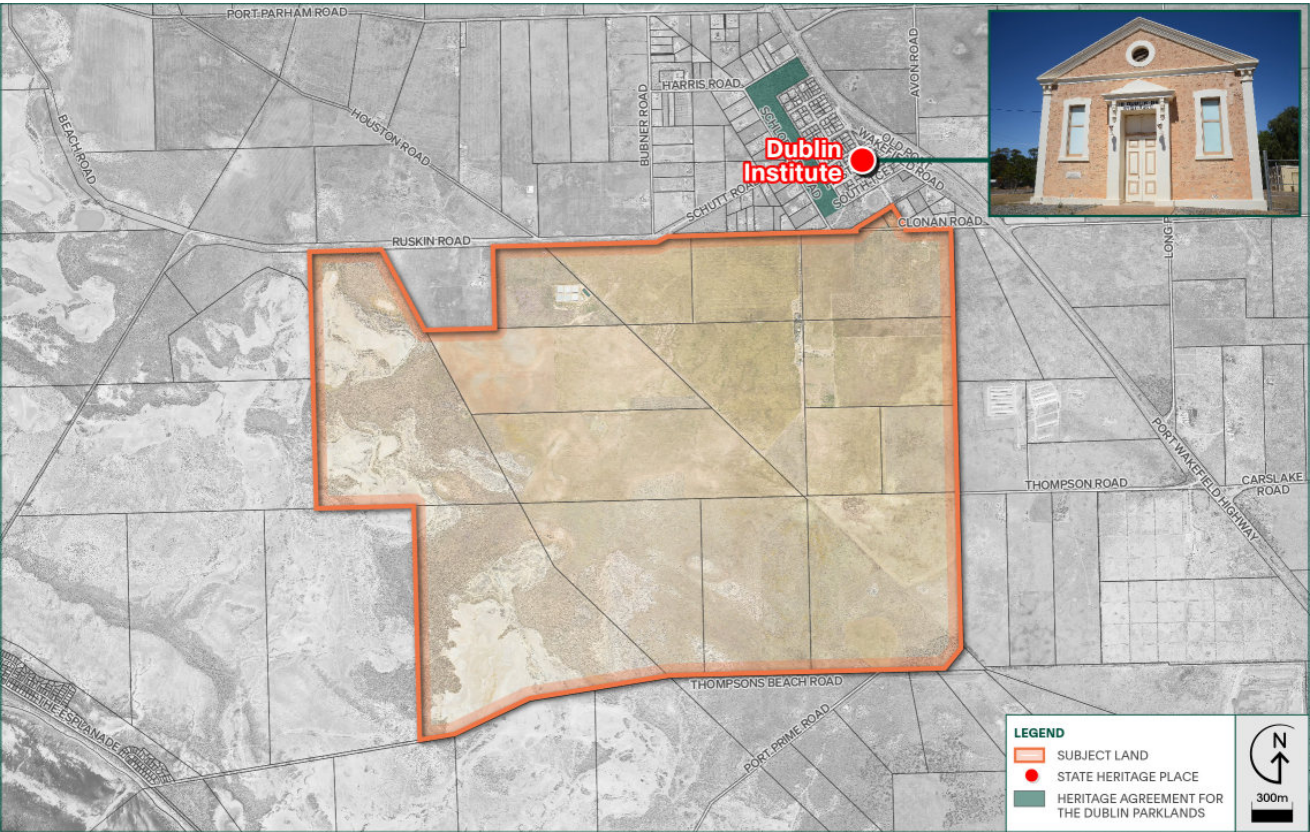 PORT PARHAM ROAD
BEACH ROAD
HOUSTON ROAD
BUBNER ROAD
HARRIS ROAD
AVON ROAD
OLD PORT
WAKEFIELD ROAD
Dublin
Institute
SCHUTT ROAD
CLONAN ROAD
RUSKIN ROAD
PORT WAKEFIELD HIGHWAY
THOMPSON ROAD
CARSLAKE
ROAD
THOMPSONS BEACH ROAD
PORT PRIME ROAD
THE ESPLANADE
LEGEND
SUBJECT LAND
STATE HERITAGE PLACE
HERITAGE AGREEMENT FOR
THE DUBLIN PARKLANDS
N
300m